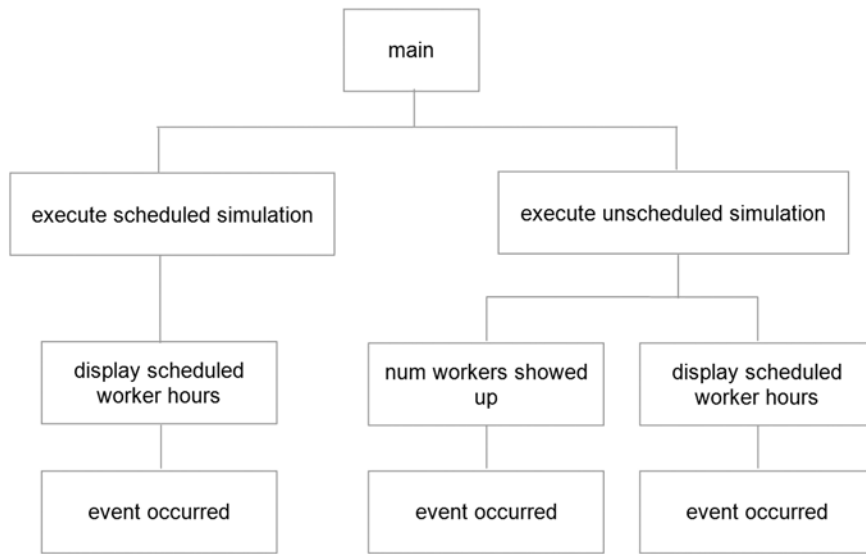 main
execute scheduled simulation
execute unscheduled simulation
display scheduled
worker hours
num workers showed
up
display scheduled
worker hours
event occurred
event occurred
event occurred